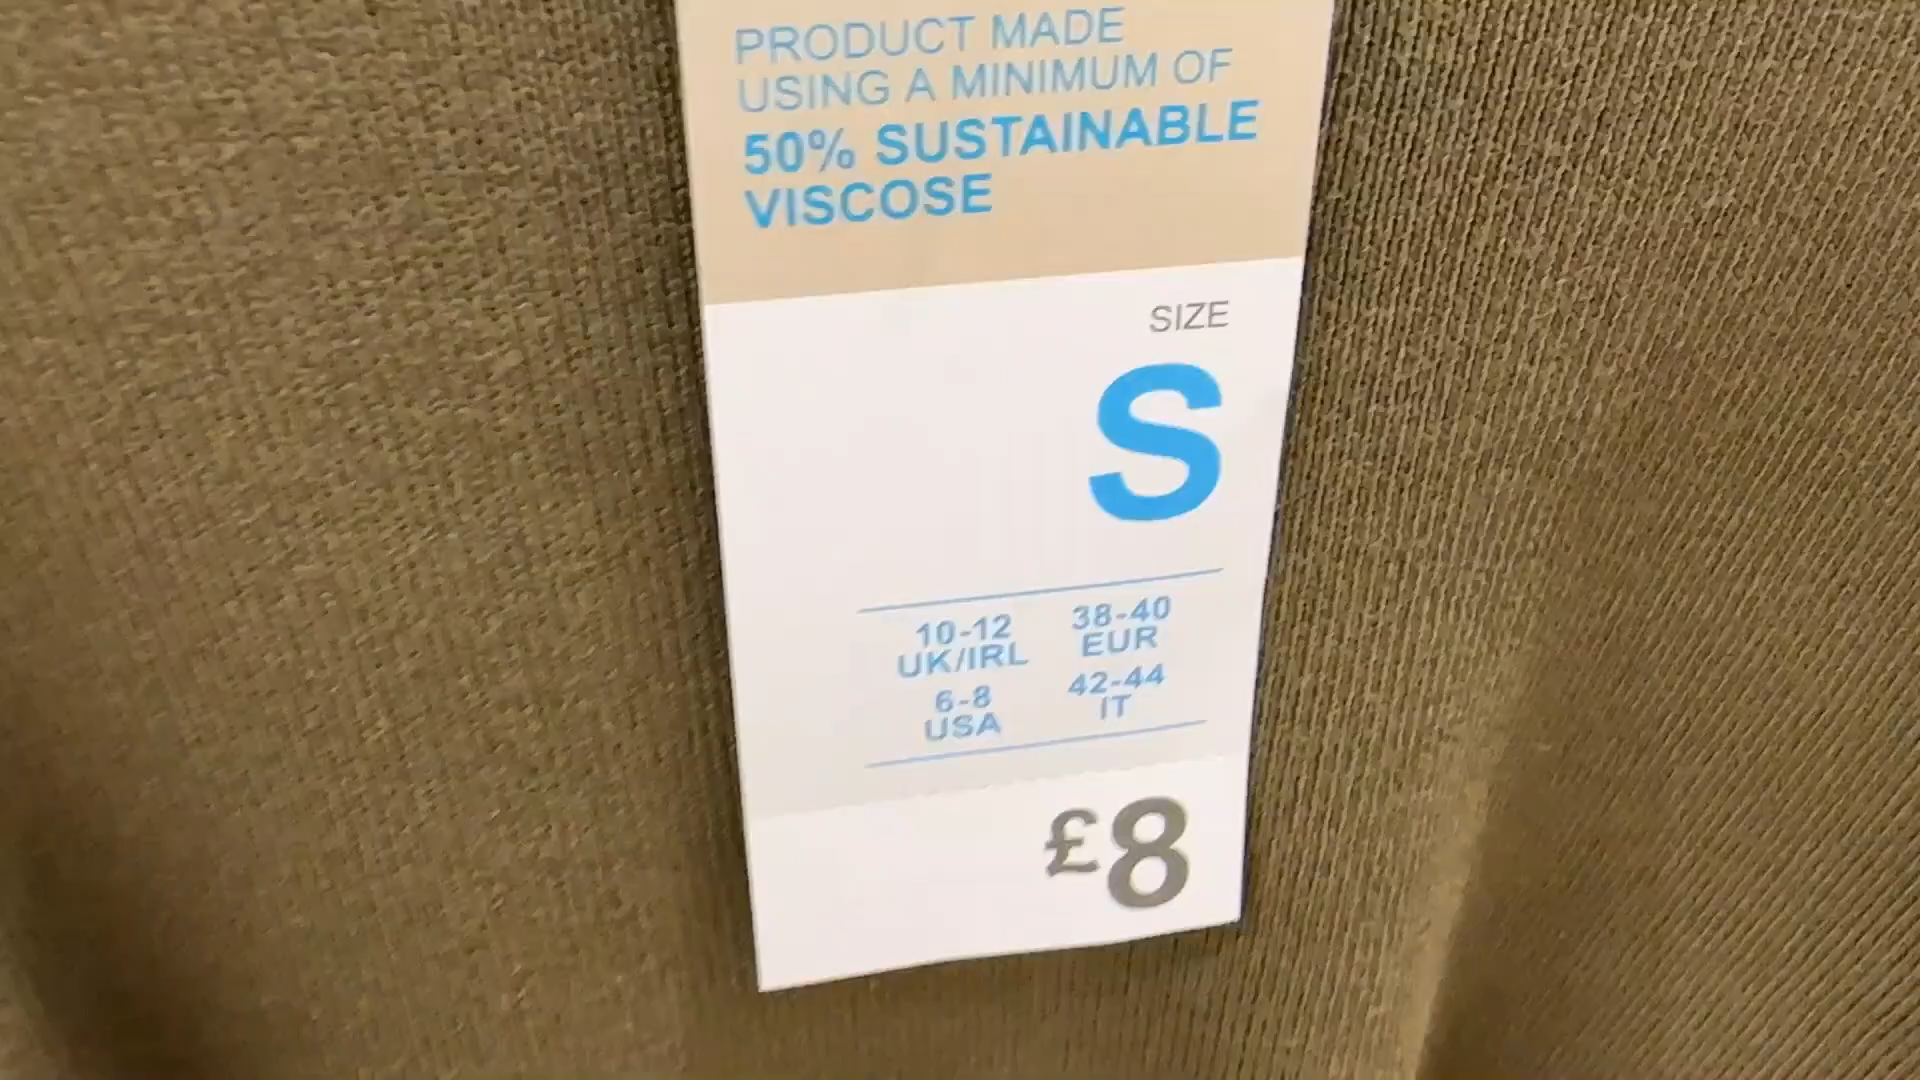 PRODUCT MADE
USING A MINIMUM OF
50% SUSTAINABLE
VISCOSE
SIZE
S
10-12 38-40
UK/IRL EUR
6-8 42-44
USA IT
£8